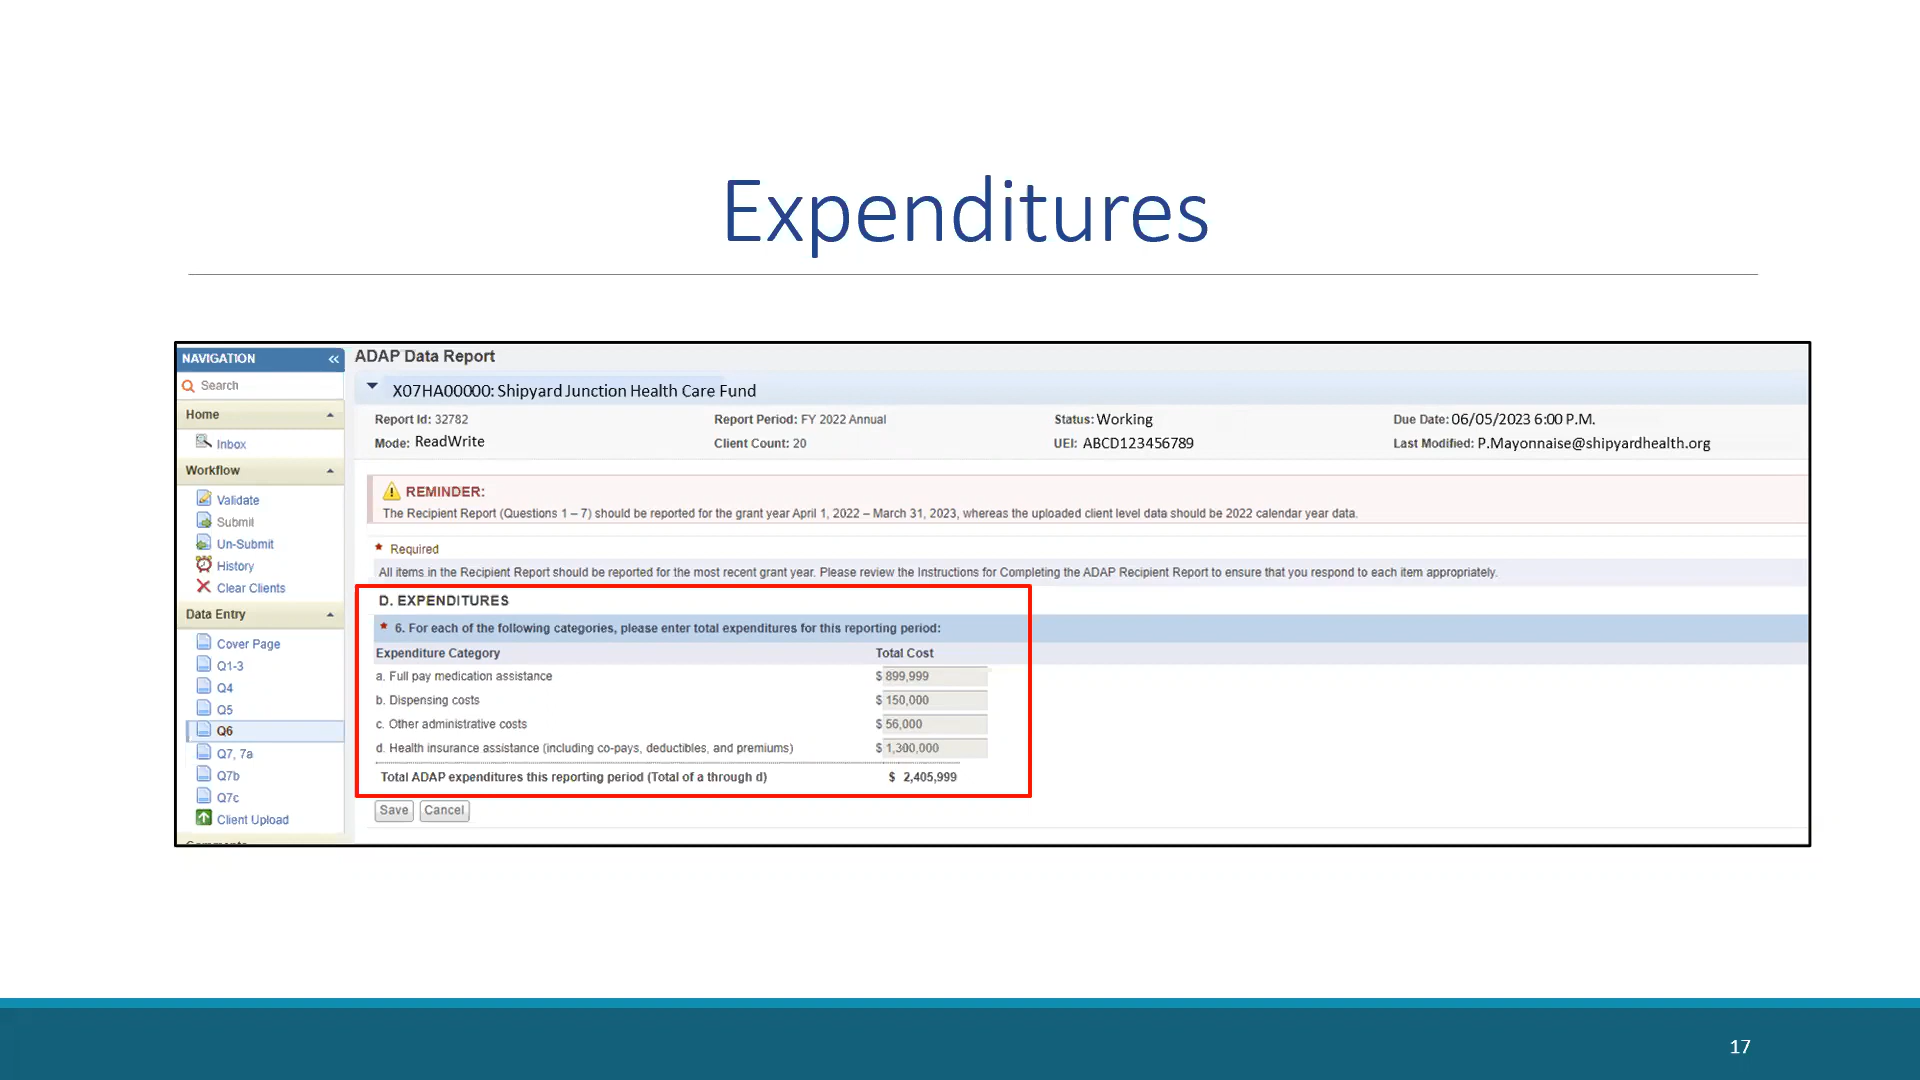 Expenditures
NAVIGATION «
Search
Home
Inbox
Workflow
Validate
Submit
Un-Submit
History
Clear Clients
Data Entry
Cover Page
Q1-3
Q4
Q5
Q6
Q7, 7a
Q7b
Q7c
Client Upload
Comments
ADAP Data Report
X07HA00000: Shipyard Junction Health Care Fund
Report Id: 32782 Report Period: FY 2022 Annual Status: Working Due Date: 06/05/2023 6:00 P.M.
Mode: ReadWrite Client Count: 20 UEI: ABCD123456789 Last Modified: P.Mayonnaise@shipyardhealth.org
REMINDER:
The Recipient Report (Questions 1 – 7) should be reported for the grant year April 1, 2022 – March 31, 2023, whereas the uploaded client level data should be 2022 calendar year data.
* Required
All items in the Recipient Report should be reported for the most recent grant year. Please review the Instructions for Completing the ADAP Recipient Report to ensure that you respond to each item appropriately.
D. EXPENDITURES
* 6. For each of the following categories, please enter total expenditures for this reporting period:
Expenditure Category Total Cost
a. Full pay medication assistance $ 899,999
b. Dispensing costs $ 150,000
c. Other administrative costs $ 56,000
d. Health insurance assistance (including co-pays, deductibles, and premiums) $ 1,300,000
Total ADAP expenditures this reporting period (Total of a through d) $ 2,405,999
Save Cancel
17